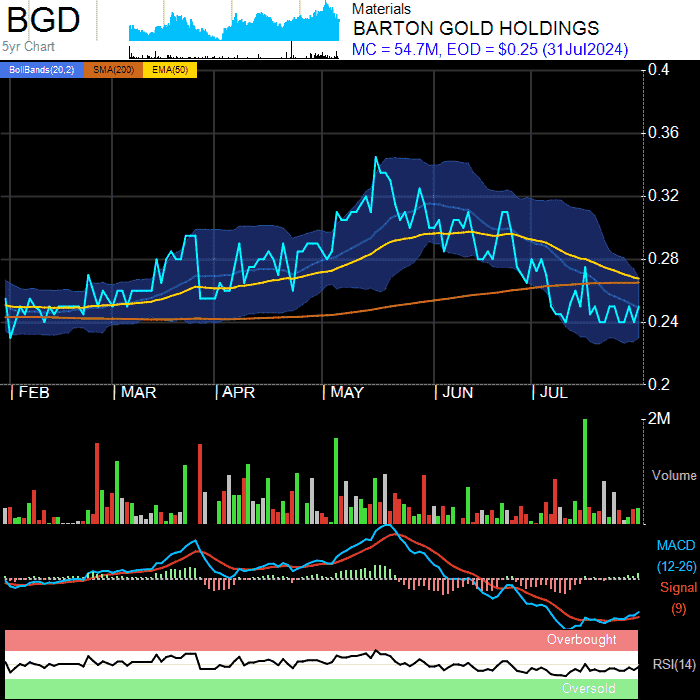 BGD
5yr Chart
Materials
BARTON GOLD HOLDINGS
MC = 54.7M, EOD = $0.25 (31Jul2024)
BollBands(20,2) SMA(200) EMA(50)
0.4
0.36
0.32
0.28
0.24
0.2
FEB MAR APR MAY JUN JUL
2M
Volume
MACD
(12-26)
Signal
(9)
Overbought
RSI(14)
Oversold